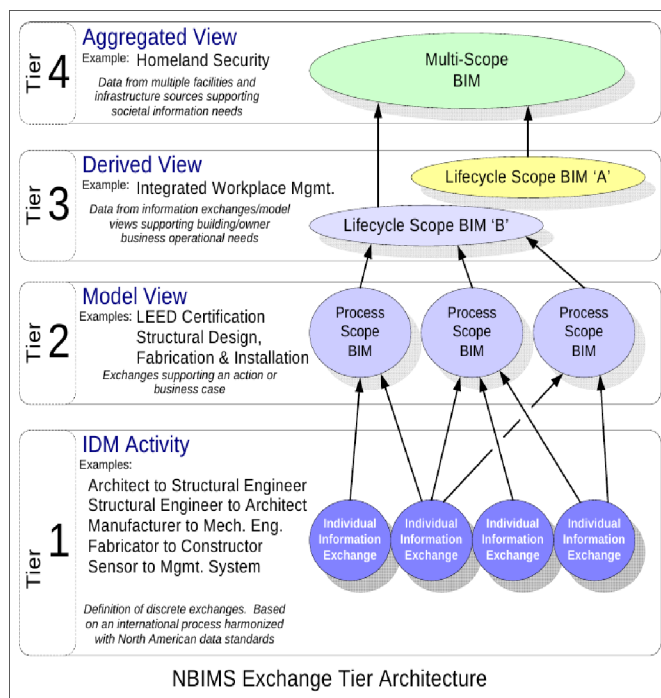 Tier 4
Aggregated View
Example: Homeland Security
Data from multiple facilities and
infrastructure sources supporting
societal information needs
Multi-Scope
BIM
Tier 3
Derived View
Example: Integrated Workplace Mgmt.
Data from information exchanges/model
views supporting building/owner
business operational needs
Lifecycle Scope BIM ‘A’
Lifecycle Scope BIM ‘B’
Tier 2
Model View
Examples: LEED Certification
Structural Design,
Fabrication & Installation
Exchanges supporting an action or
business case
Process
Scope
BIM
Process
Scope
BIM
Process
Scope
BIM
Tier 1
IDM Activity
Examples:
Architect to Structural Engineer
Structural Engineer to Architect
Manufacturer to Mech. Eng.
Fabricator to Constructor
Sensor to Mgmt. System
Definition of discrete exchanges. Based
on an international process harmonized
with North American data standards
Individual
Information
Exchange
Individual
Information
Exchange
Individual
Information
Exchange
Individual
Information
Exchange
NBIMS Exchange Tier Architecture